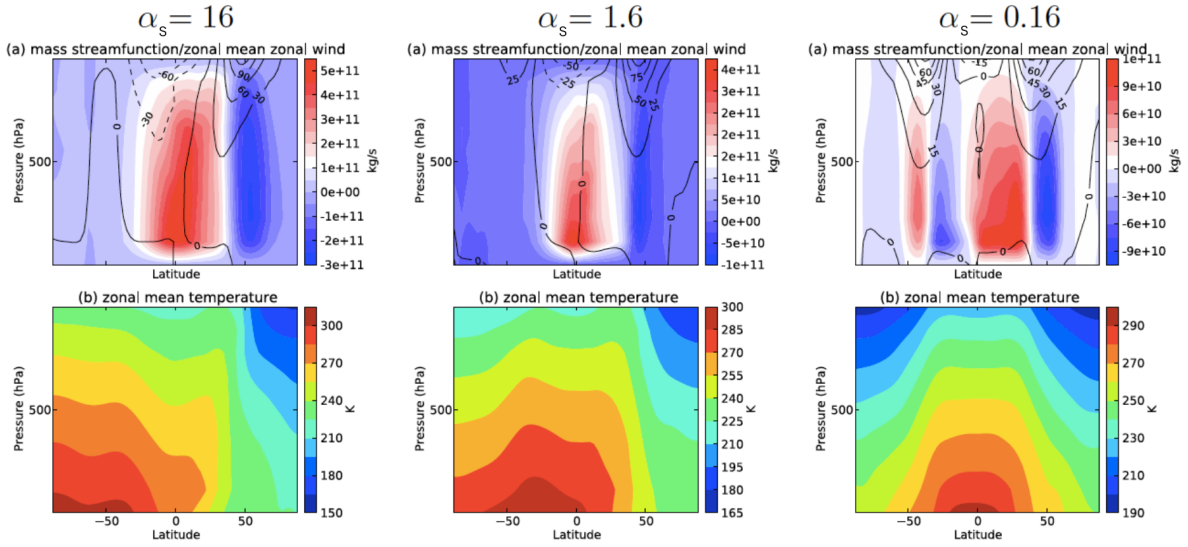 αS= 16
αS= 1.6
αS= 0.16
(a) mass streamfunction/zonal mean zonal wind
(a) mass streamfunction/zonal mean zonal wind
(a) mass streamfunction/zonal mean zonal wind
Pressure (hPa)
500
-60
-30
0
0
90
60
30
Latitude
5e+11
4e+11
3e+11
2e+11
1e+11
0e+00
-1e+11
-2e+11
-3e+11
kg/s
Pressure (hPa)
500
25
-50
-25
75
50
25
0
0
0
0
0
Latitude
4e+11
4e+11
3e+11
2e+11
2e+11
2e+11
1e+11
5e+10
0e+00
-5e+10
-1e+11
kg/s
Pressure (hPa)
500
60
45
30
15
-15
0
0
60
45
30
15
15
0
0
0
Latitude
1e+11
9e+10
6e+10
3e+10
0e+00
-3e+10
-6e+10
-9e+10
kg/s
(b) zonal mean temperature
(b) zonal mean temperature
(b) zonal mean temperature
Pressure (hPa)
500
−50
0
50
Latitude
300
270
240
210
180
150
K
Pressure (hPa)
500
−50
0
50
Latitude
300
285
270
255
240
225
210
195
180
165
K
Pressure (hPa)
500
−50
0
50
Latitude
290
270
250
230
210
190
K